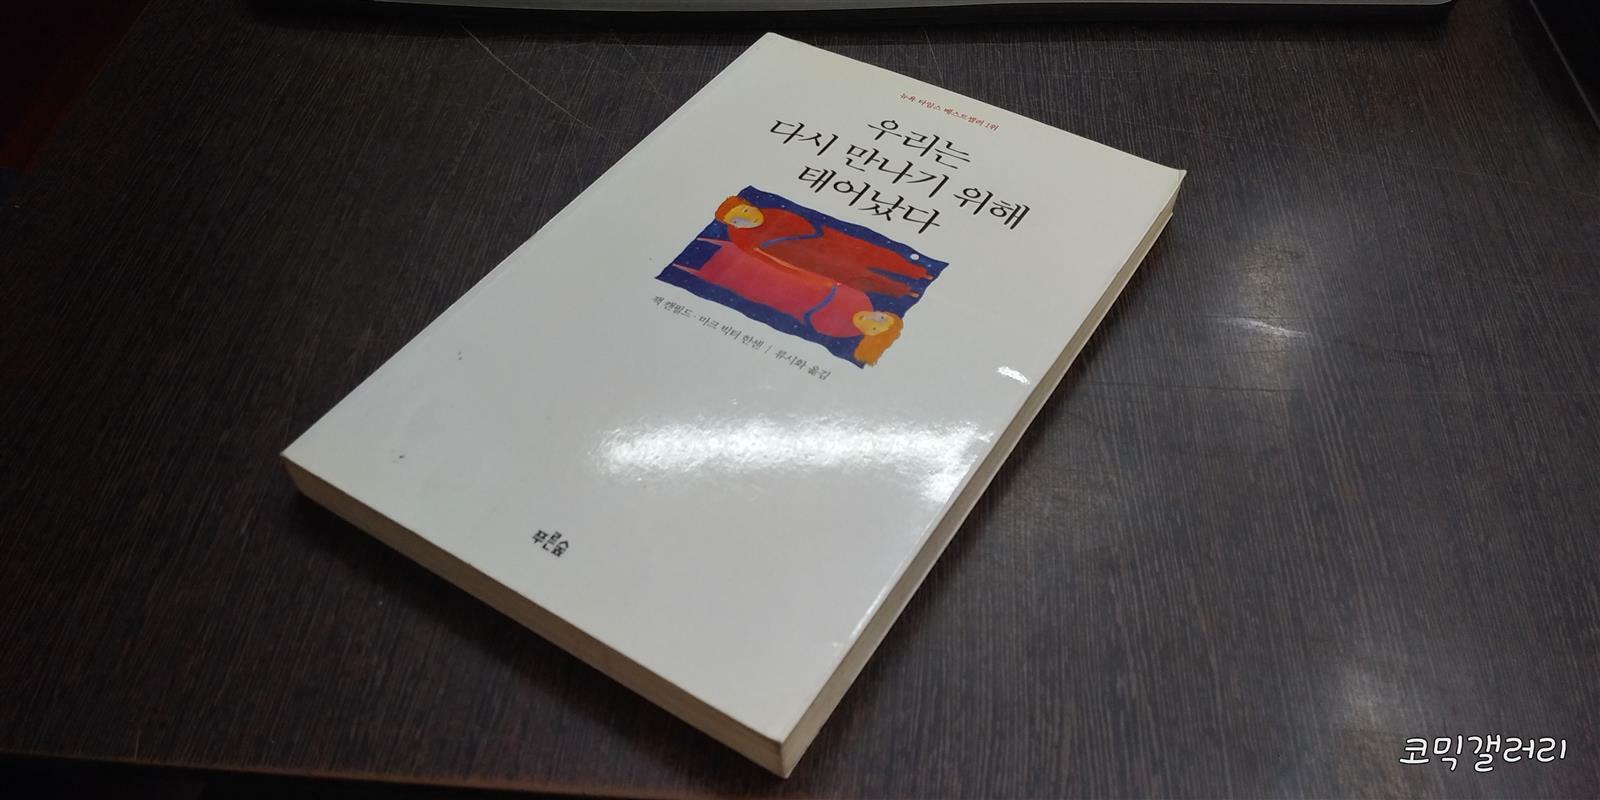 뉴욕 타임스 베스트셀러 1위
우리는
다시 만나기 위해
태어났다
잭 캔필드 · 마크 빅터 한센 | 류시화 옮김
푸른숲
코믹갤러리